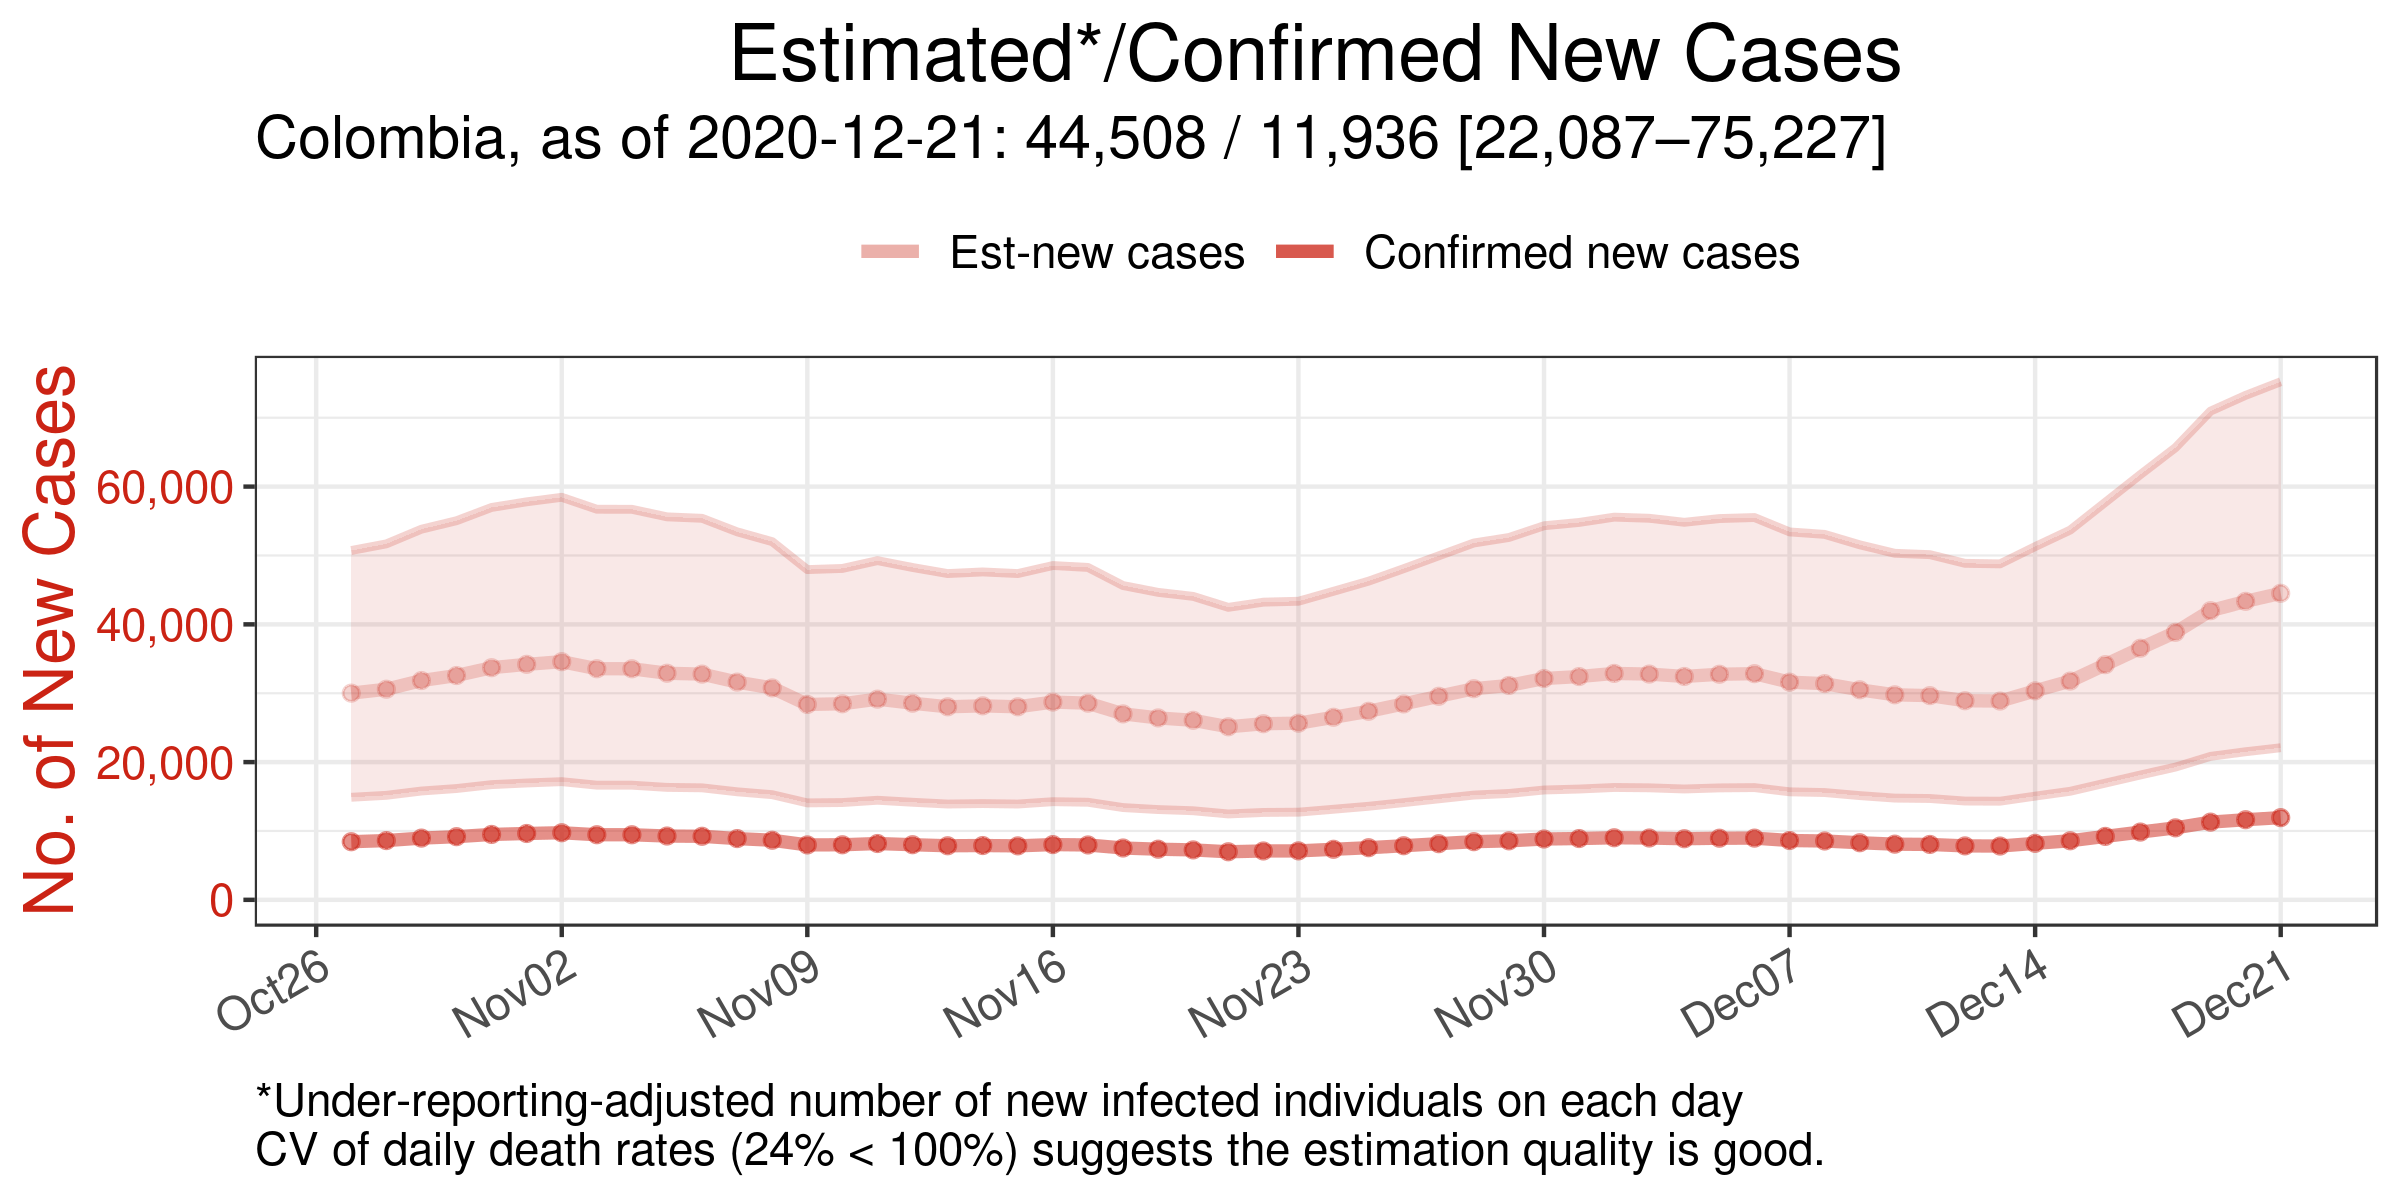 Estimated*/Confirmed New Cases
Colombia, as of 2020-12-21: 44,508 / 11,936 [22,087–75,227]
Est-new cases Confirmed new cases
No. of New Cases
60,000
40,000
20,000
0
Oct26 Nov02 Nov09 Nov16 Nov23 Nov30 Dec07 Dec14 Dec21
*Under-reporting-adjusted number of new infected individuals on each day
CV of daily death rates (24% < 100%) suggests the estimation quality is good.